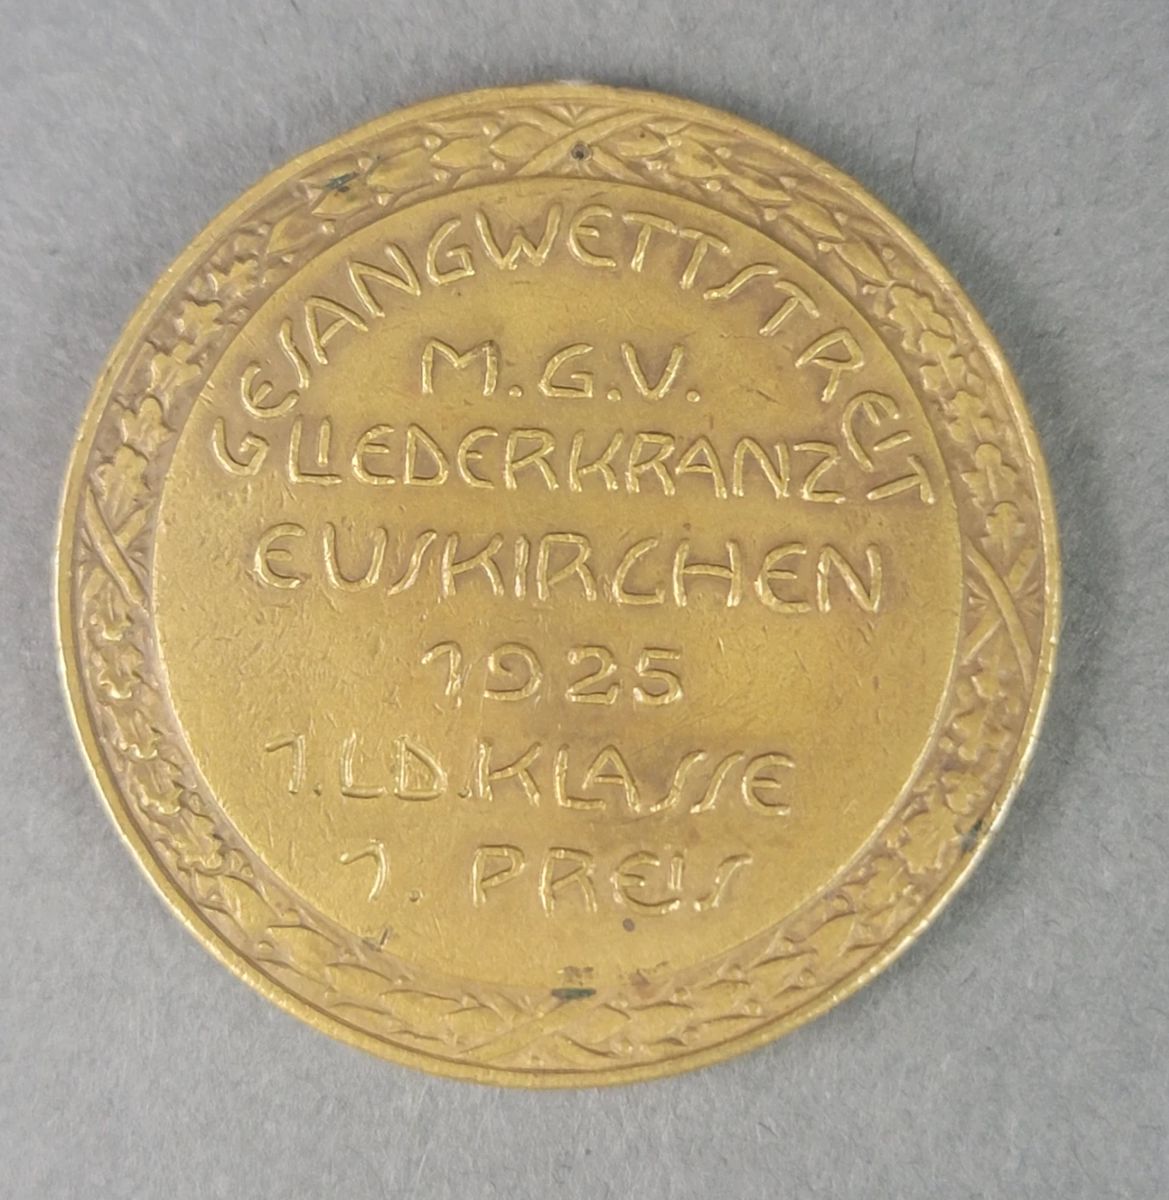 GESANGWETTSTREIT
M.G.V.
LIEDERKRANZ
EUSKIRCHEN
1925
1.LD.KLASSE
1. PREIS